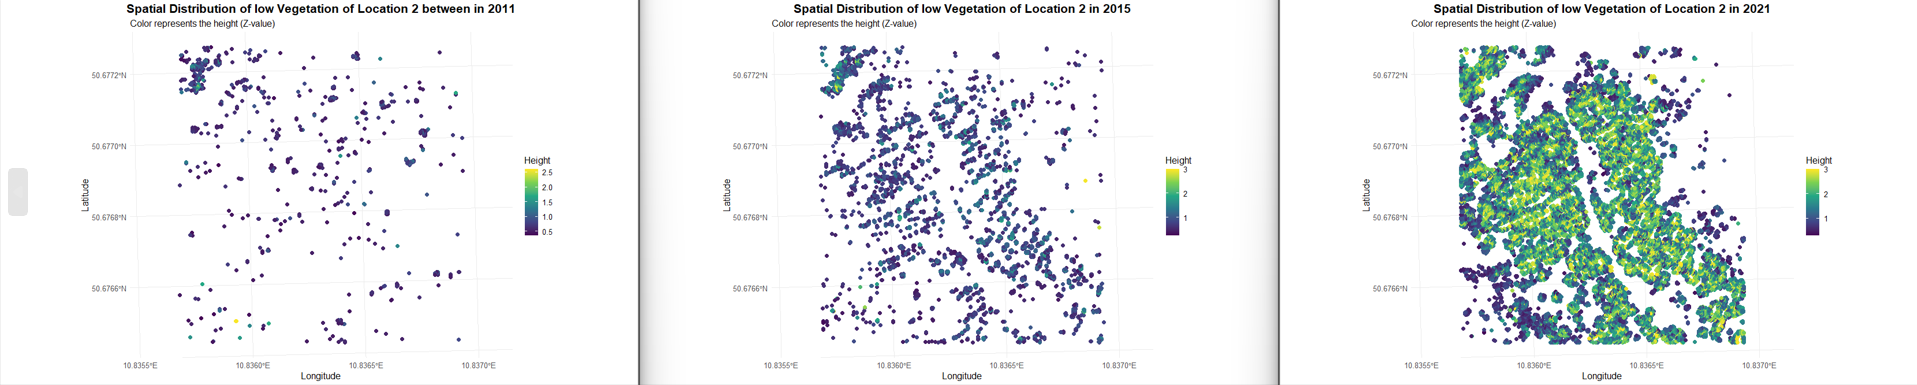 Spatial Distribution of low Vegetation of Location 2 between in 2011
Color represents the height (Z-value)
50.6772°N
50.6770°N
50.6768°N
50.6766°N
Latitude
10.8355°E
10.8360°E
10.8365°E
10.8370°E
Longitude
Height
2.5
2.0
1.5
1.0
0.5
Spatial Distribution of low Vegetation of Location 2 in 2015
Color represents the height (Z-value)
50.6772°N
50.6770°N
50.6768°N
50.6766°N
Latitude
10.8355°E
10.8360°E
10.8365°E
10.8370°E
Longitude
Height
3
2
1
Spatial Distribution of low Vegetation of Location 2 in 2021
Color represents the height (Z-value)
50.6772°N
50.6770°N
50.6768°N
50.6766°N
Latitude
10.8355°E
10.8360°E
10.8365°E
10.8370°E
Longitude
Height
3
2
1